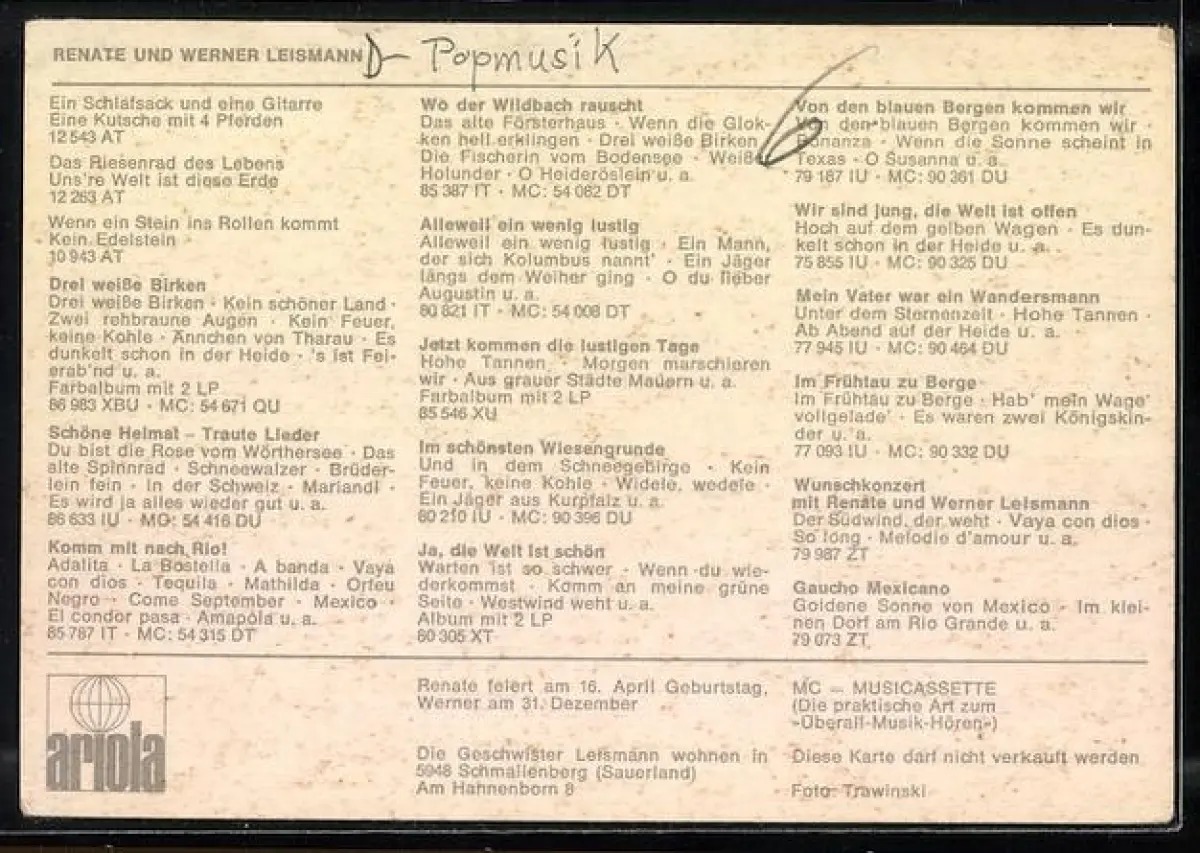 RENATE UND WERNER LEISMANN D- Popmusik
Ein Schlafsack und eine Gitarre
Eine Kutsche mit 4 Pferden
12 543 AT
Das Riesenrad des Lebens
Uns're Welt ist diese Erde
12 263 AT
Wenn ein Stein ins Rollen kommt
Kein Edelstein
10 943 AT
Drei weiße Birken
Drei weiße Birken · Kein schöner Land ·
Zwei rehbraune Augen · Kein Feuer,
keine Kohle · Ännchen von Tharau · Es
dunkelt schon in der Heide · 's ist Fei-
erab'nd u. a.
Farbalbum mit 2 LP
86 983 XBU · MC: 54 671 QU
Schöne Heimat – Traute Lieder
Du bist die Rose vom Wörthersee · Das
alte Spinnrad · Schneewalzer · Brüder-
lein fein · In der Schweiz · Mariandl ·
Es wird ja alles wieder gut u. a.
86 633 IU · MC: 54 416 DU
Komm mit nach Rio!
Adalita · La Bostella · A banda · Vaya
con dios · Tequila · Mathilda · Orfeu
Negro · Come September · Mexico ·
El condor pasa · Amapola u. a.
85 787 IT · MC: 54 315 DT
Wo der Wildbach rauscht
Das alte Försterhaus · Wenn die Glok-
ken hell erklingen · Drei weiße Birken
Die Fischerin vom Bodensee · Weißer
Holunder · O Heideröslein u. a.
85 387 IT · MC: 54 062 DT
Alleweil ein wenig lustig
Alleweil ein wenig lustig · Ein Mann,
der sich Kolumbus nannt' · Ein Jäger
längs dem Weiher ging · O du lieber
Augustin u. a.
80 821 IT · MC: 54 008 DT
Jetzt kommen die lustigen Tage
Hohe Tannen · Morgen marschieren
wir · Aus grauer Städte Mauern u. a.
Farbalbum mit 2 LP
85 546 XU
Im schönsten Wiesengrunde
Und in dem Schneegebirge · Kein
Feuer, keine Kohle · Widele, wedele ·
Ein Jäger aus Kurpfalz u. a.
80 210 IU · MC: 90 396 DU
Ja, die Welt ist schön
Warten ist so schwer · Wenn du wie-
derkommst · Komm an meine grüne
Seite · Westwind weht u. a.
Album mit 2 LP
80 305 XT
Von den blauen Bergen kommen wir
Von den blauen Bergen kommen wir ·
Bonanza · Wenn die Sonne scheint in
Texas · O Susanna u. a.
79 187 IU · MC: 90 361 DU
Wir sind jung, die Welt ist offen
Hoch auf dem gelben Wagen · Es dun-
kelt schon in der Heide u. a.
75 855 IU · MC: 90 325 DU
Mein Vater war ein Wandersmann
Unter dem Sternenzelt · Hohe Tannen ·
Ab Abend auf der Heide u. a.
77 945 IU · MC: 90 464 DU
Im Frühtau zu Berge
Im Frühtau zu Berge · Hab' mein Wage'
vollgelade' · Es waren zwei Königskin-
der u. a.
77 093 IU · MC: 90 332 DU
Wunschkonzert
mit Renate und Werner Leismann
Der Südwind, der weht · Vaya con dios ·
So long · Melodie d'amour u. a.
79 987 ZT
Gaucho Mexicano
Goldene Sonne von Mexico · Im klei-
nen Dorf am Rio Grande u. a.
79 073 ZT
ariola
Renate feiert am 16. April Geburtstag,
Werner am 31. Dezember
Die Geschwister Leismann wohnen in
5948 Schmallenberg (Sauerland)
Am Hahnenborn 8
MC = MUSICASSETTE
(Die praktische Art zum
»Überall-Musik-Hören«)
Diese Karte darf nicht verkauft werden
Foto: Trawinski